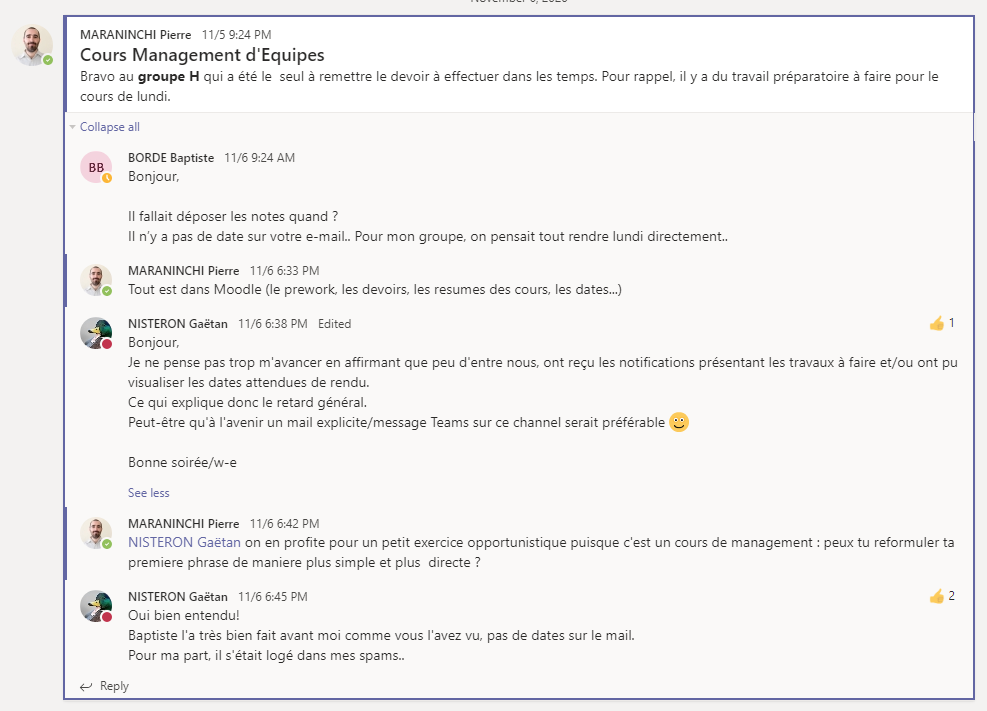 MARANINCHI Pierre 11/5 9:24 PM
Cours Management d'Equipes
Bravo au groupe H qui a été le  seul à remettre le devoir à effectuer dans les temps. Pour rappel, il y a du travail préparatoire à faire pour le
cours de lundi.
Collapse all
BB
BORDE Baptiste 11/6 9:24 AM
Bonjour,
Il fallait déposer les notes quand ?
Il n’y a pas de date sur votre e-mail.. Pour mon groupe, on pensait tout rendre lundi directement..
MARANINCHI Pierre 11/6 6:33 PM
Tout est dans Moodle (le prework, les devoirs, les resumes des cours, les dates...)
NISTERON Gaëtan 11/6 6:38 PM Edited 1
Bonjour,
Je ne pense pas trop m'avancer en affirmant que peu d'entre nous, ont reçu les notifications présentant les travaux à faire et/ou ont pu
visualiser les dates attendues de rendu.
Ce qui explique donc le retard général.
Peut-être qu'à l'avenir un mail explicite/message Teams sur ce channel serait préférable
Bonne soirée/w-e
See less
MARANINCHI Pierre 11/6 6:42 PM
NISTERON Gaëtan on en profite pour un petit exercice opportunistique puisque c'est un cours de management : peux tu reformuler ta
premiere phrase de maniere plus simple et plus  directe ?
NISTERON Gaëtan 11/6 6:45 PM 2
Oui bien entendu!
Baptiste l'a très bien fait avant moi comme vous l'avez vu, pas de dates sur le mail.
Pour ma part, il s'était logé dans mes spams..
Reply